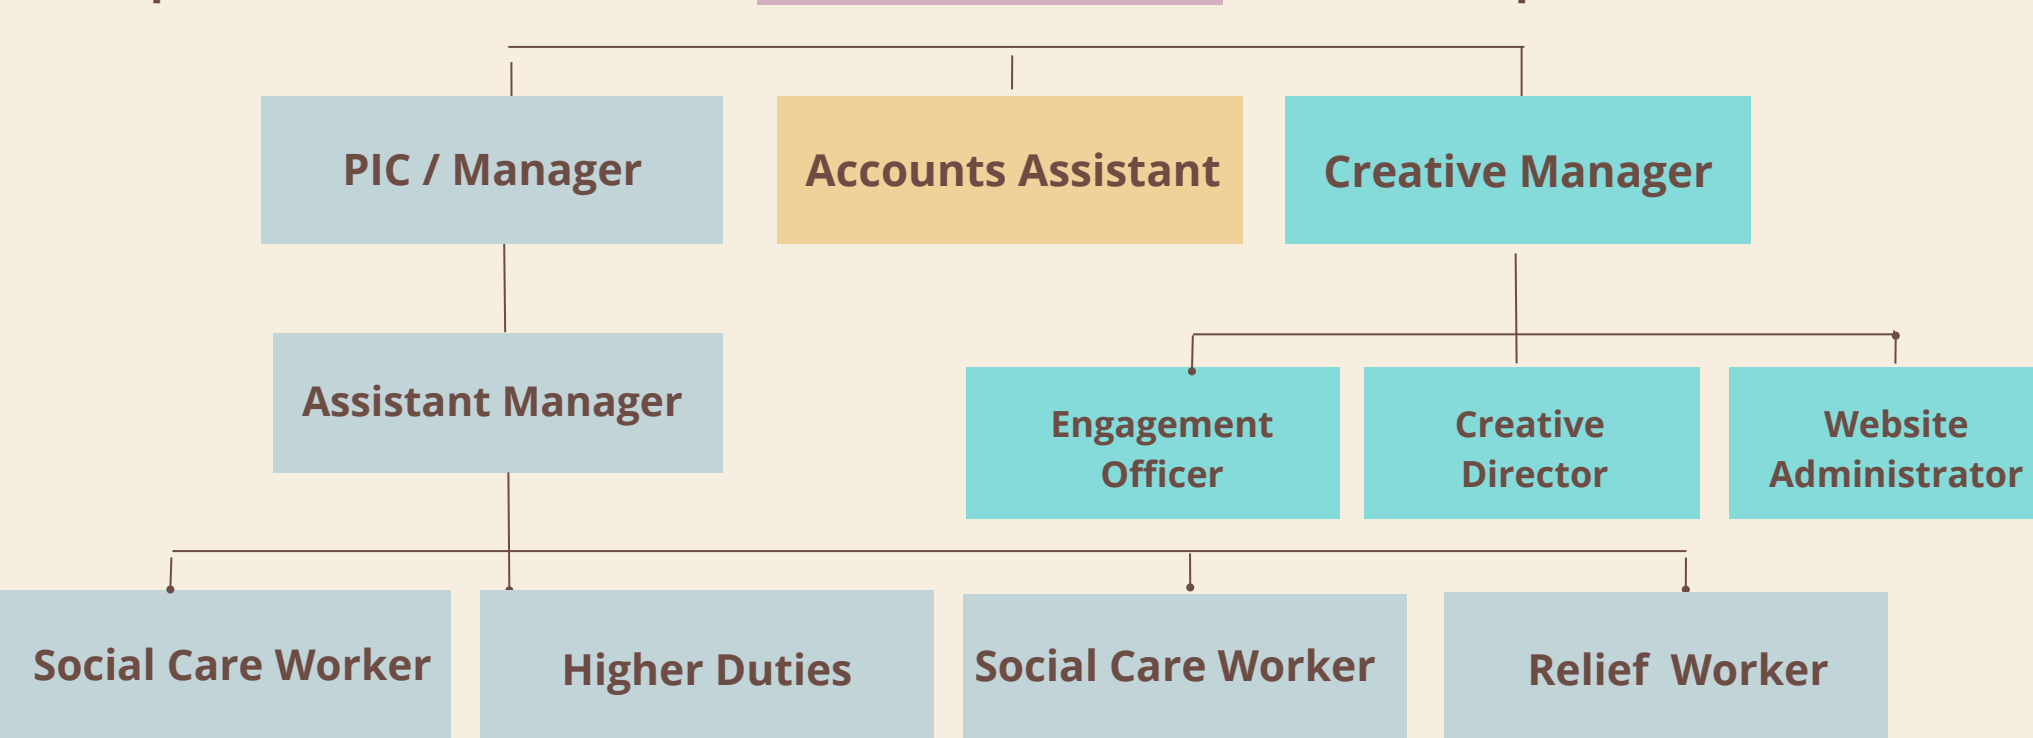 PIC / Manager
Accounts Assistant
Creative Manager
Assistant Manager
Engagement
Officer
Creative
Director
Website
Administrator
Social Care Worker
Higher Duties
Social Care Worker
Relief  Worker